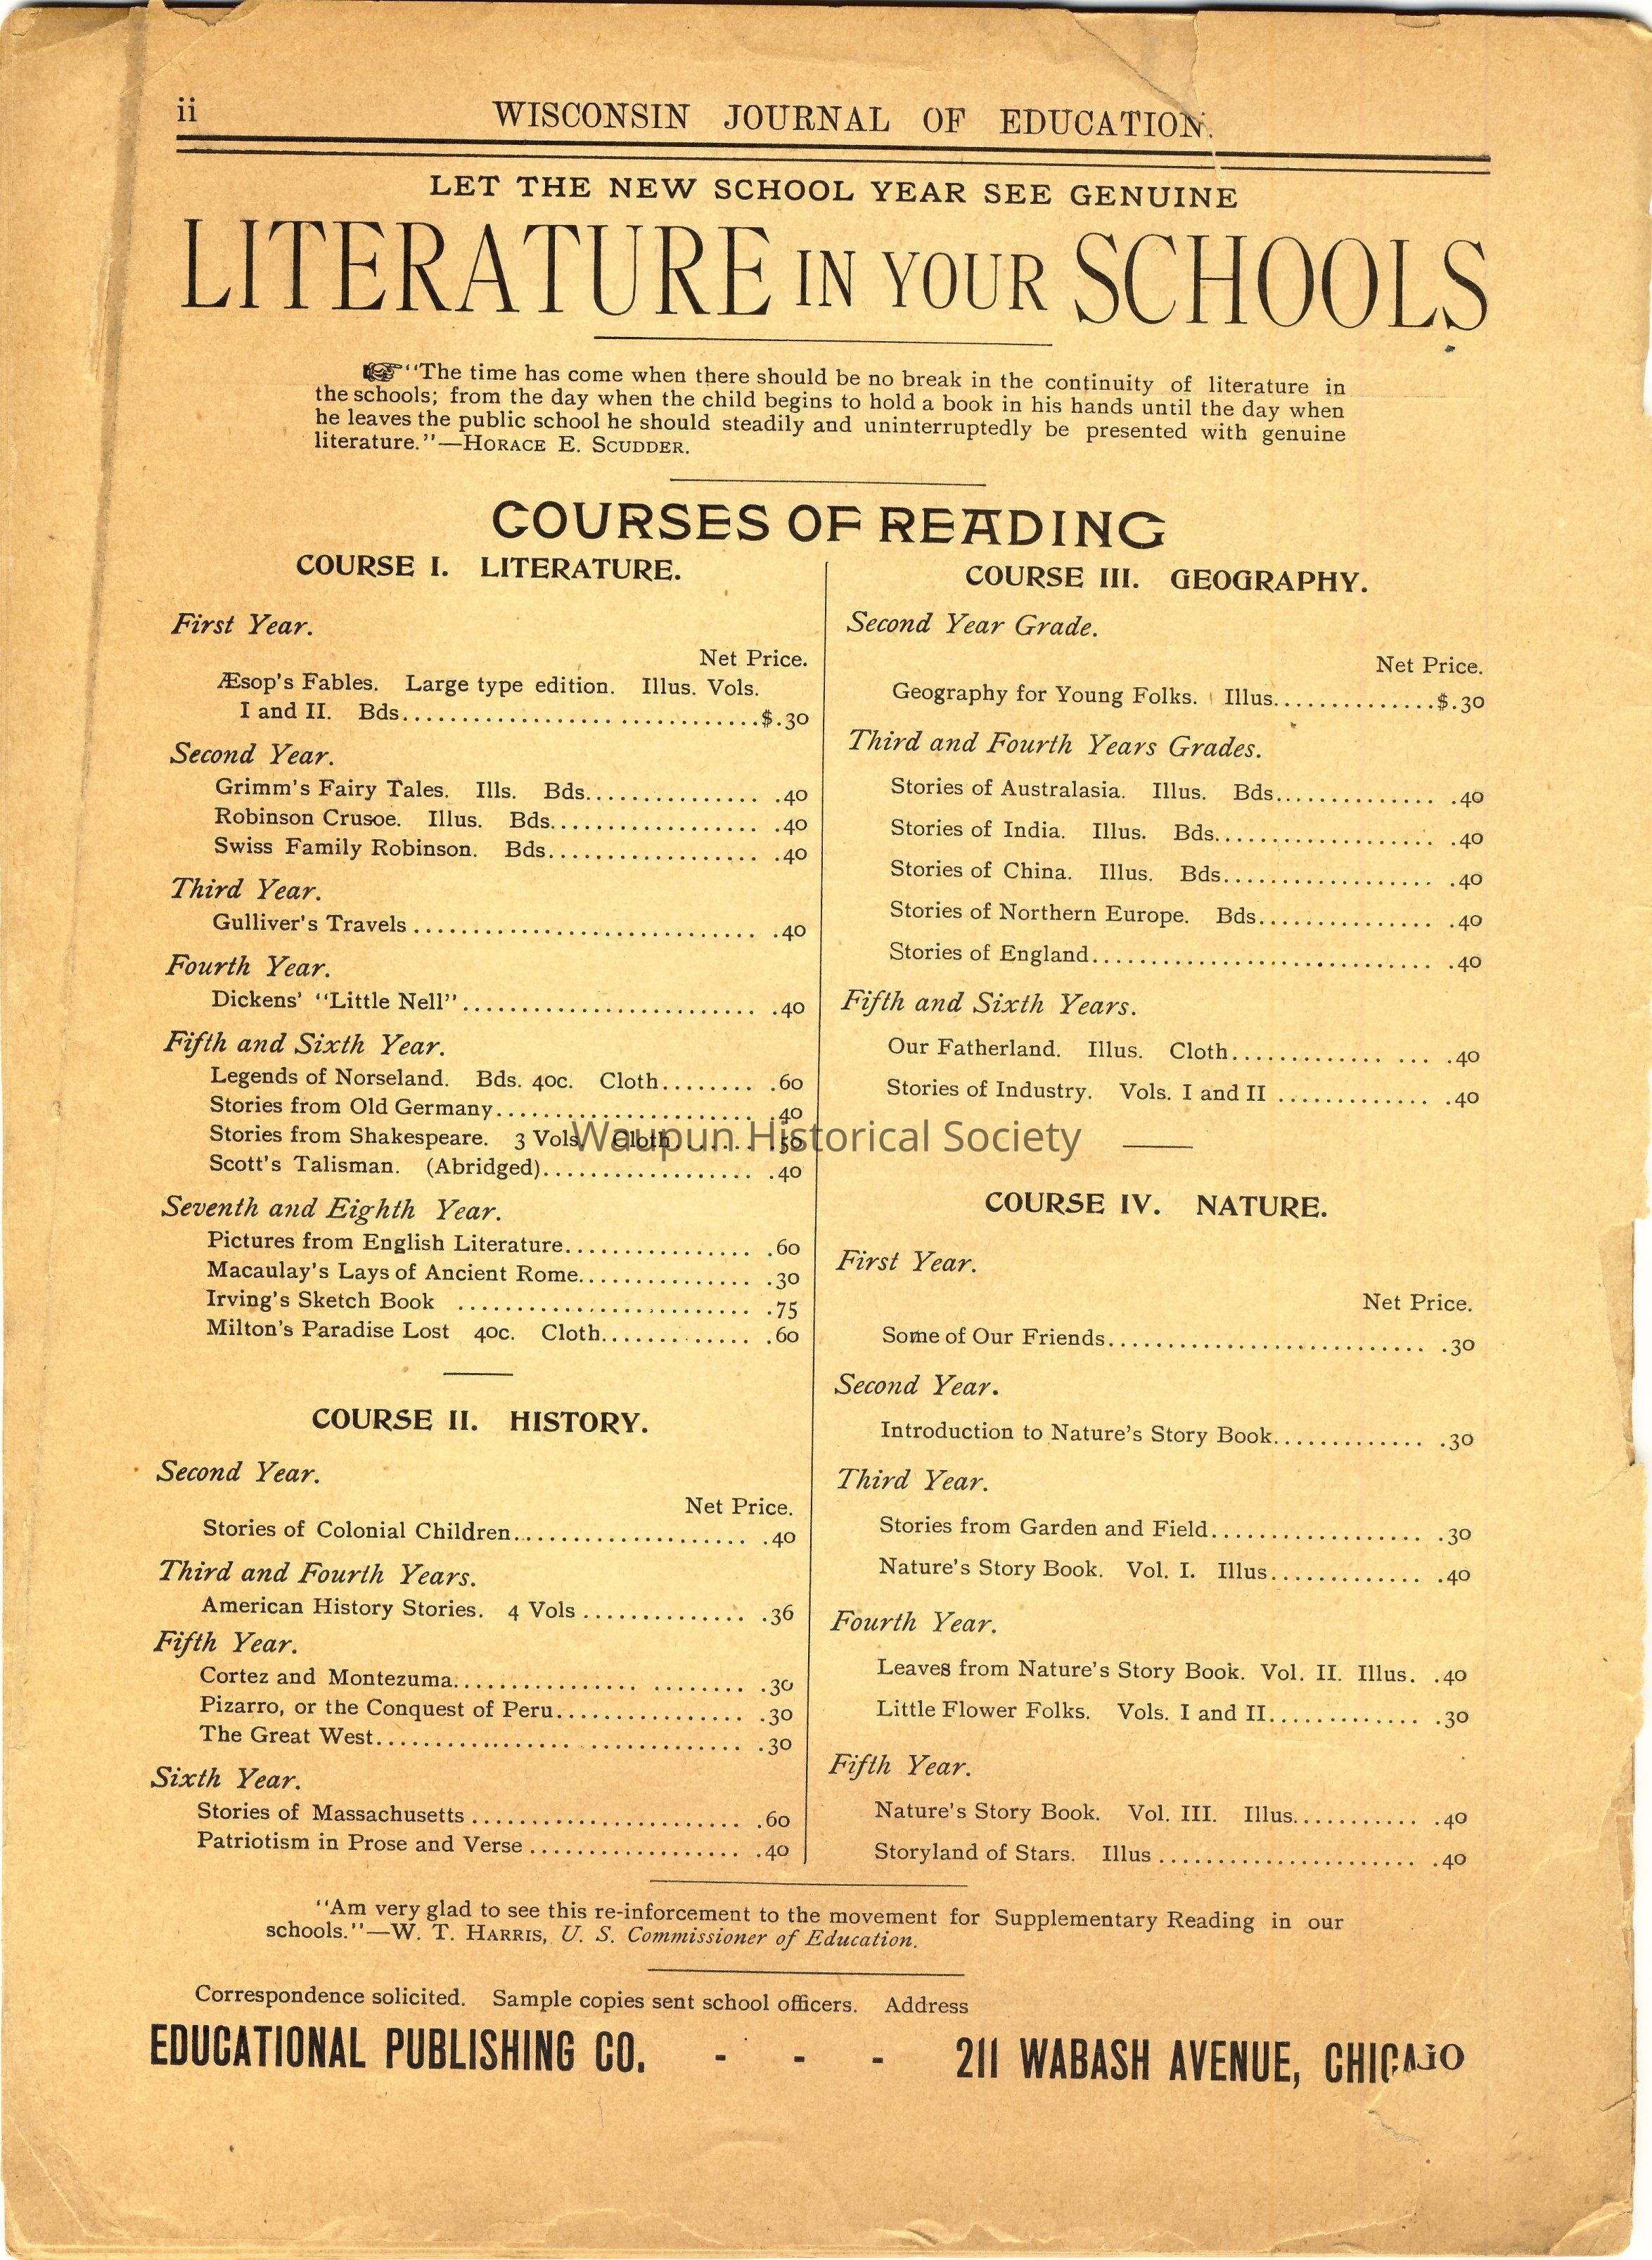 ii
WISCONSIN JOURNAL OF EDUCATION.
LET THE NEW SCHOOL YEAR SEE GENUINE
LITERATURE IN YOUR SCHOOLS
☞"The time has come when there should be no break in the continuity of literature in
the schools; from the day when the child begins to hold a book in his hands until the day when
he leaves the public school he should steadily and uninterruptedly be presented with genuine
literature."—HORACE E. SCUDDER.
COURSES OF READING
COURSE I. LITERATURE.
First Year.
Net Price.
Æsop's Fables. Large type edition. Illus. Vols.
I and II. Bds..............................$.30
Second Year.
Grimm's Fairy Tales. Ills. Bds............... .40
Robinson Crusoe. Illus. Bds.................. .40
Swiss Family Robinson. Bds.................. .40
Third Year.
Gulliver's Travels ............................. .40
Fourth Year.
Dickens' "Little Nell"......................... .40
Fifth and Sixth Year.
Legends of Norseland. Bds. 40c. Cloth........ .60
Stories from Old Germany...................... .40
Stories from Shakespeare. 3 Vols. Cloth....... .50
Scott's Talisman. (Abridged).................. .40
Seventh and Eighth Year.
Pictures from English Literature................ .60
Macaulay's Lays of Ancient Rome............... .30
Irving's Sketch Book ......................... .75
Milton's Paradise Lost 40c. Cloth............. .60
COURSE II. HISTORY.
Second Year.
Net Price.
Stories of Colonial Children.................... .40
Third and Fourth Years.
American History Stories. 4 Vols .............. .36
Fifth Year.
Cortez and Montezuma................ ........ .30
Pizarro, or the Conquest of Peru................ .30
The Great West................. ............. .30
Sixth Year.
Stories of Massachusetts ....................... .60
Patriotism in Prose and Verse .................. .40
COURSE III. GEOGRAPHY.
Second Year Grade.
Net Price.
Geography for Young Folks. Illus..............$.30
Third and Fourth Years Grades.
Stories of Australasia. Illus. Bds.............. .40
Stories of India. Illus. Bds................... .40
Stories of China. Illus. Bds.................. .40
Stories of Northern Europe. Bds............... .40
Stories of England............................. .40
Fifth and Sixth Years.
Our Fatherland. Illus. Cloth............. ... .40
Stories of Industry. Vols. I and II ............. .40
COURSE IV. NATURE.
First Year.
Net Price.
Some of Our Friends........................... .30
Second Year.
Introduction to Nature's Story Book............. .30
Third Year.
Stories from Garden and Field.................. .30
Nature's Story Book. Vol. I. Illus............. .40
Fourth Year.
Leaves from Nature's Story Book. Vol. II. Illus. .40
Little Flower Folks. Vols. I and II............. .30
Fifth Year.
Nature's Story Book. Vol. III. Illus........... .40
Storyland of Stars. Illus ...................... .40
Waupun Historical Society
"Am very glad to see this re-inforcement to the movement for Supplementary Reading in our
schools."—W. T. HARRIS, U. S. Commissioner of Education.
Correspondence solicited. Sample copies sent school officers. Address
EDUCATIONAL PUBLISHING CO. - - - 211 WABASH AVENUE, CHICAGO